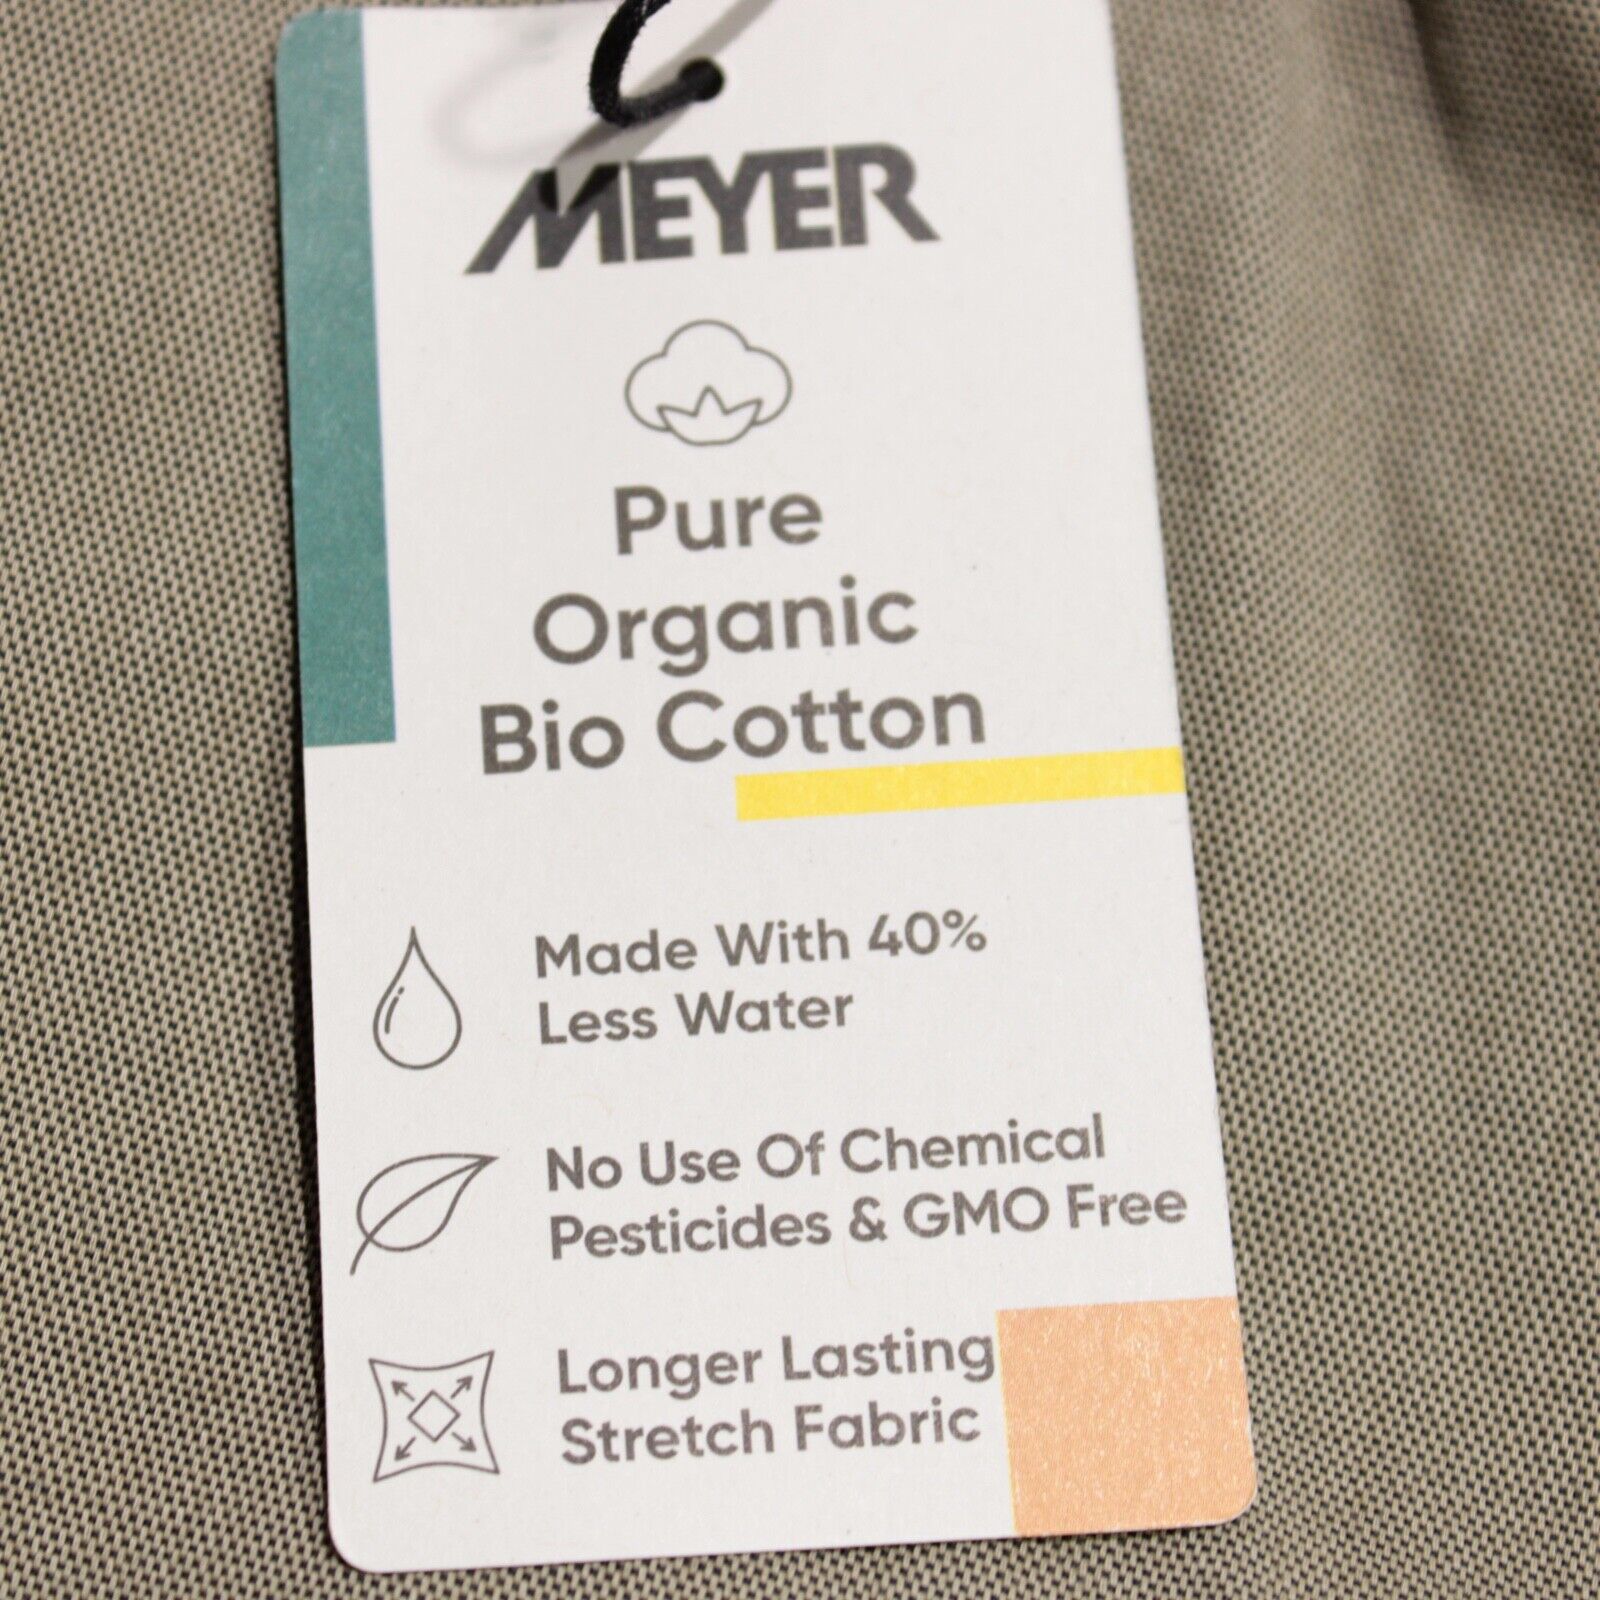 MEYER
Pure
Organic
Bio Cotton
Made With 40%
Less Water
No Use Of Chemical
Pesticides & GMO Free
Longer Lasting
Stretch Fabric